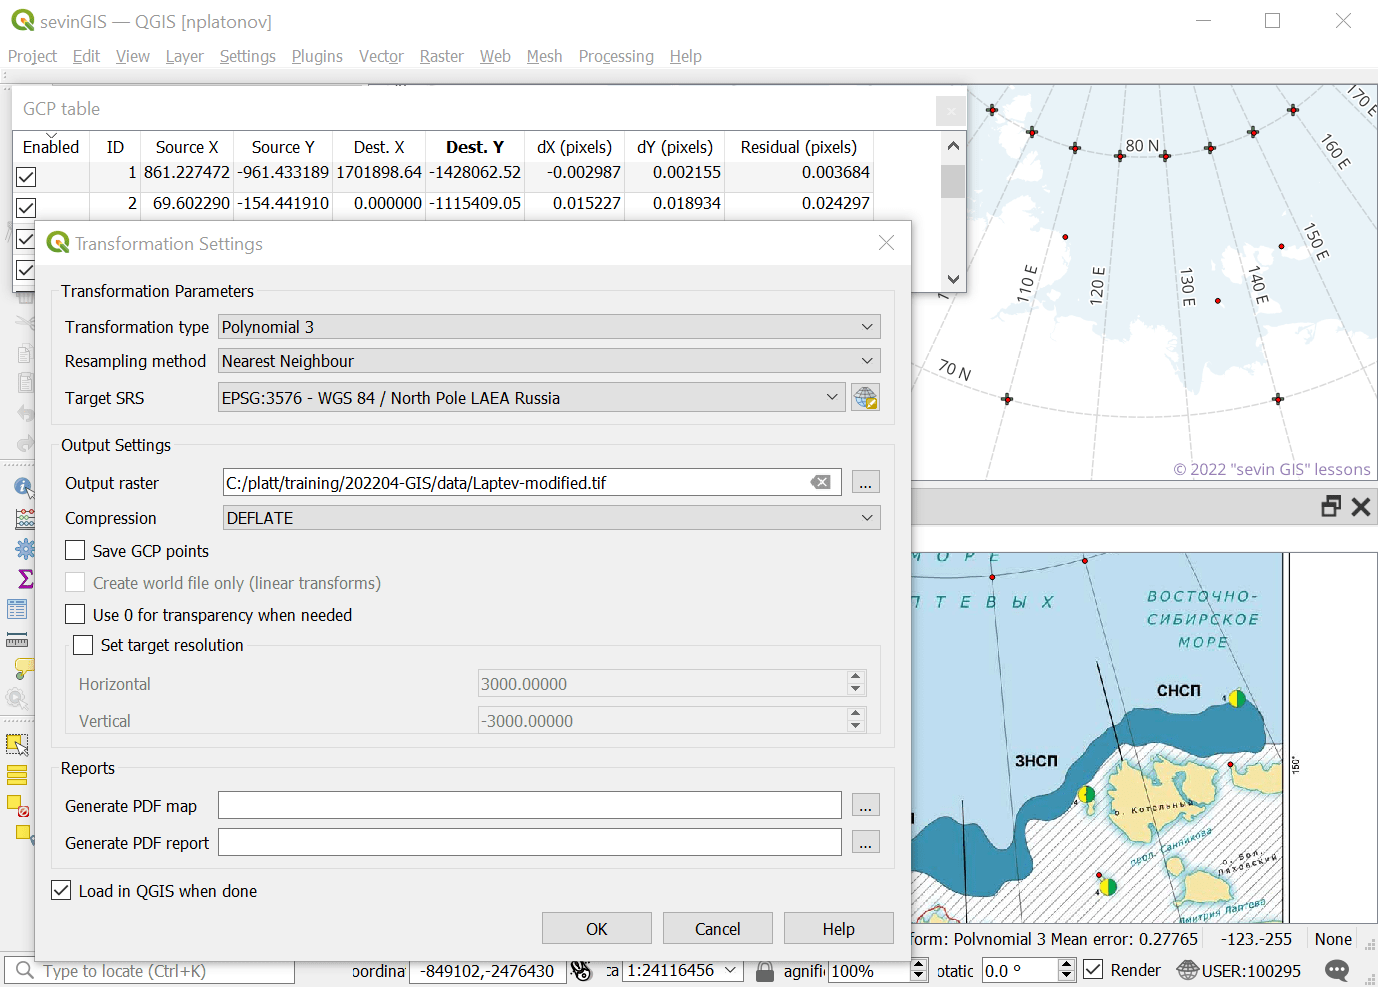 sevinGIS — QGIS [nplatonov]
Project Edit View Layer Settings Plugins Vector Raster Web Mesh Processing Help
GCP table
Enabled ID Source X Source Y Dest. X Dest. Y dX (pixels) dY (pixels) Residual (pixels)
1 861.227472 -961.433189 1701898.64 -1428062.52 -0.002987 0.002155 0.003684
2 69.602290 -154.441910 0.000000 -1115409.05 0.015227 0.018934 0.024297
Transformation Settings
Transformation Parameters
Transformation type Polynomial 3
Resampling method Nearest Neighbour
Target SRS EPSG:3576 - WGS 84 / North Pole LAEA Russia
Output Settings
Output raster C:/platt/training/202204-GIS/data/Laptev-modified.tif ...
Compression DEFLATE
Save GCP points
Create world file only (linear transforms)
Use 0 for transparency when needed
Set target resolution
Horizontal 3000.00000
Vertical -3000.00000
Reports
Generate PDF map ...
Generate PDF report ...
Load in QGIS when done
OK Cancel Help
170 E
160 E
80 N
150 E
110 E
120 E
130 E
140 E
70 N
© 2022 "sevin GIS" lessons
М О Р Е
П Т Е В Ы Х
ВОСТОЧНО-
СИБИРСКОЕ
МОРЕ
СНСП
4
ЗНСП
4
150°
о. Котельный
прол. Санникова
о. Бол.
Ляховский
4
Дмитрия Лаптева
form: Polynomial 3 Mean error: 0.27765 -123,-255 None
Type to locate (Ctrl+K) oordina -849102,-2476430 1:24116456 agnifi 100% otatic 0.0 ° Render USER:100295